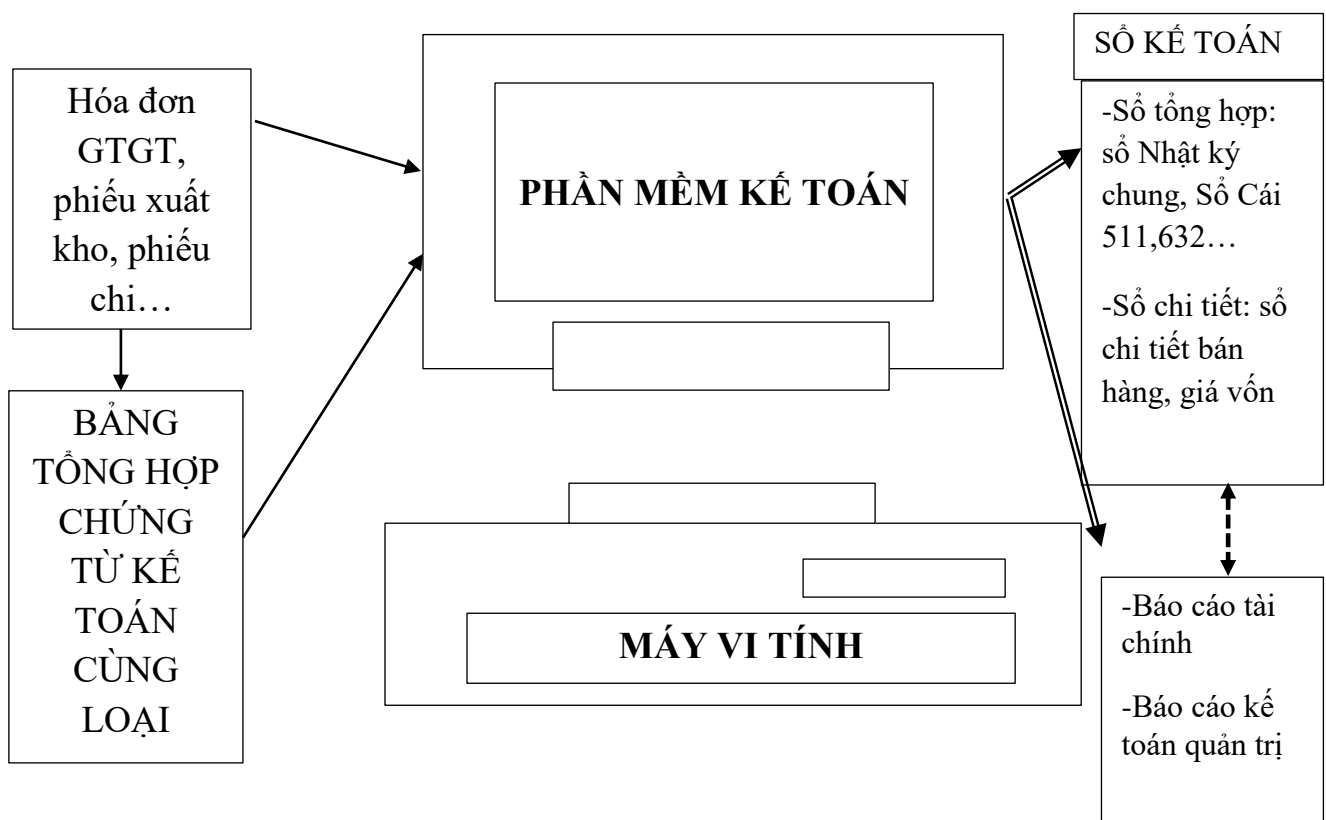 Hóa đơn
GTGT,
phiếu xuất
kho, phiếu
chi…
BẢNG
TỔNG HỢP
CHỨNG
TỪ KẾ
TOÁN
CÙNG
LOẠI
PHẦN MỀM KẾ TOÁN
MÁY VI TÍNH
SỔ KẾ TOÁN
-Sổ tổng hợp:
sổ Nhật ký
chung, Sổ Cái
511,632…
-Sổ chi tiết: sổ
chi tiết bán
hàng, giá vốn
-Báo cáo tài
chính
-Báo cáo kế
toán quản trị